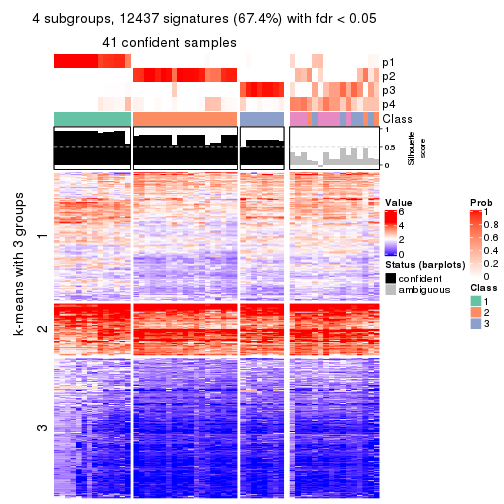 4 subgroups, 12437 signatures (67.4%) with fdr < 0.05
41 confident samples
p1
p2
p3
p4
Class
1
0.5
0
Silhouette
score
k-means with 3 groups
1
2
3
Value
6
4
2
0
Status (barplots)
confident
ambiguous
Prob
1
0.8
0.6
0.4
0.2
0
Class
1
2
3